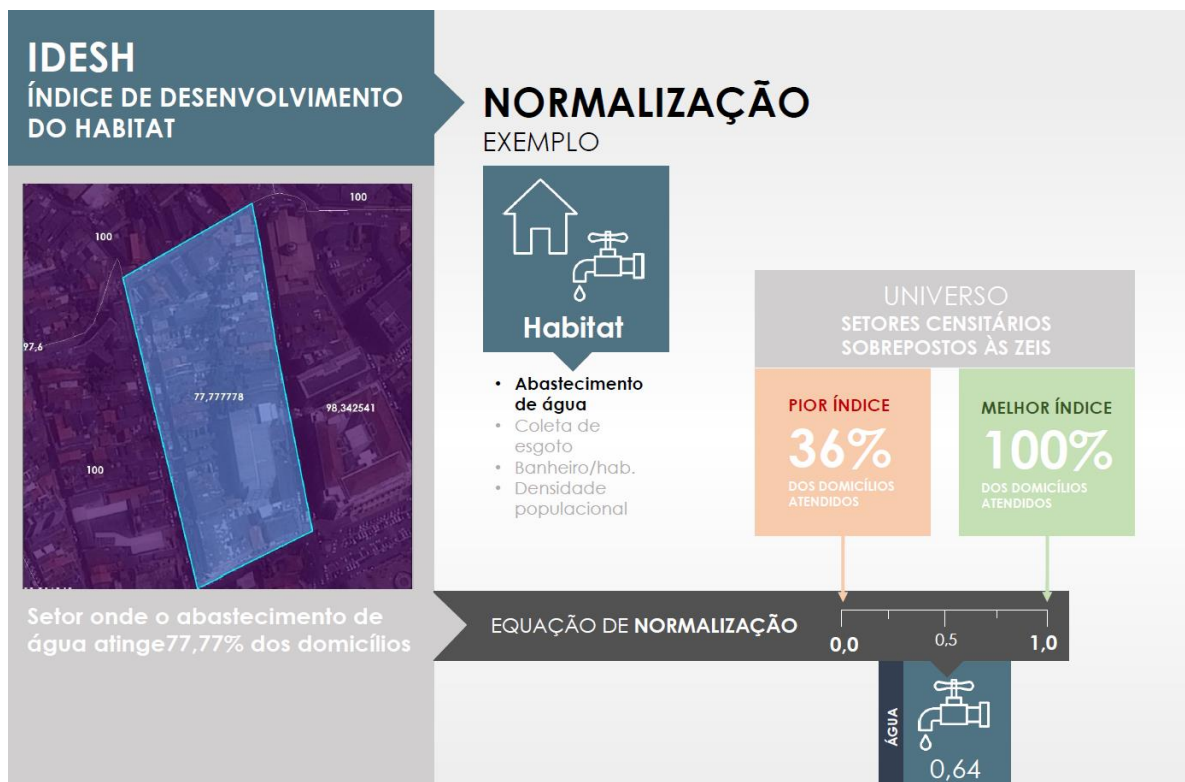 IDESH
ÍNDICE DE DESENVOLVIMENTO
DO HABITAT
NORMALIZAÇÃO
EXEMPLO
100
100
97,6
77,777778
98,342541
100
Setor onde o abastecimento de
água atinge77,77% dos domicílios
Habitat
• Abastecimento
de água
• Coleta de
esgoto
• Banheiro/hab.
• Densidade
populacional
UNIVERSO
SETORES CENSITÁRIOS
SOBREPOSTOS ÀS ZEIS
PIOR ÍNDICE
36%
DOS DOMICÍLIOS
ATENDIDOS
MELHOR ÍNDICE
100%
DOS DOMICÍLIOS
ATENDIDOS
EQUAÇÃO DE NORMALIZAÇÃO
0,0
0,5
1,0
ÁGUA
0,64